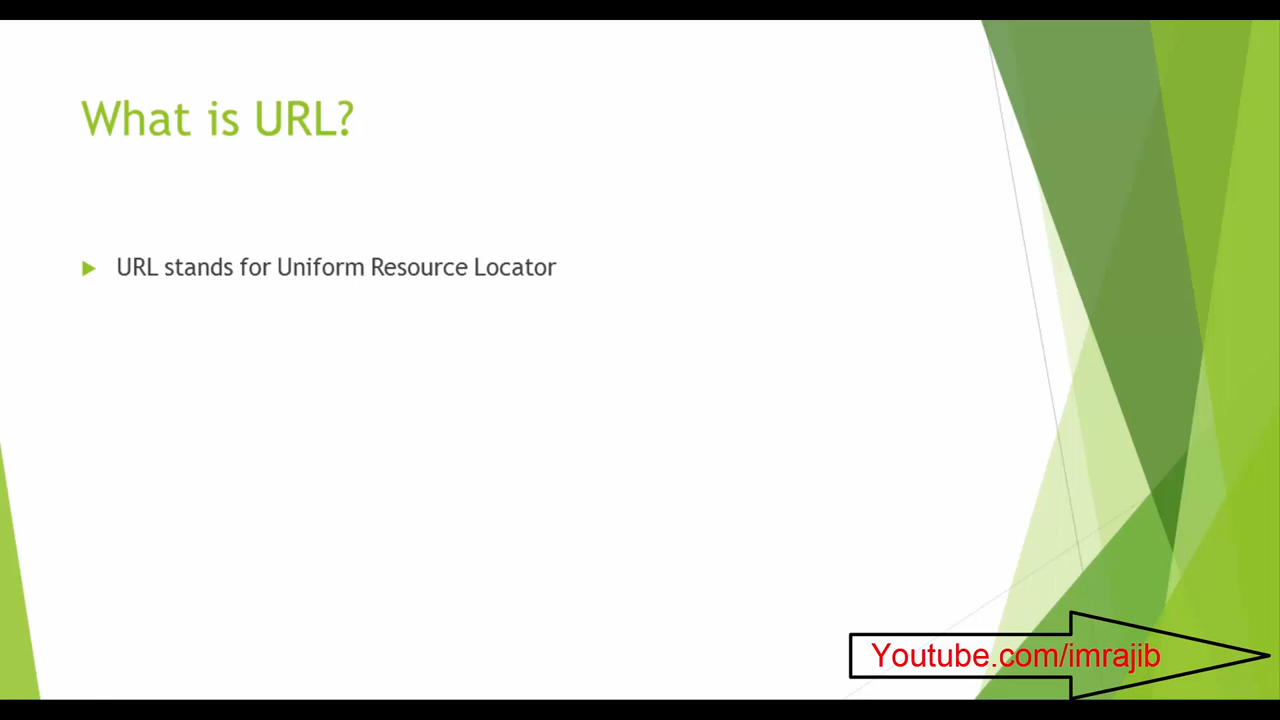 What is URL?
URL stands for Uniform Resource Locator
Youtube.com/imrajib